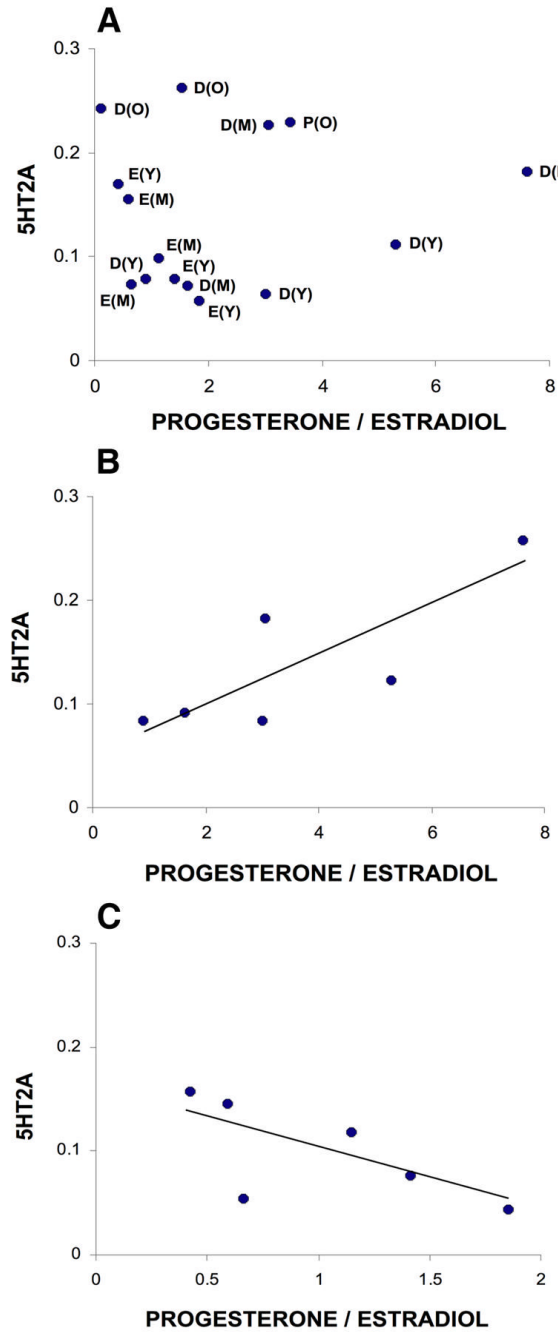 A
0.3
D(O)
D(O)
D(M)
P(O)
0.2
E(Y)
D(
E(M)
5HT2A
D(Y)
E(M)
0.1
D(Y)
E(Y)
E(M)
D(M)
D(Y)
E(Y)
0
0 2 4 6 8
PROGESTERONE / ESTRADIOL
B
0.3
0.2
5HT2A
0.1
0
0 2 4 6 8
PROGESTERONE / ESTRADIOL
C
0.3
0.2
5HT2A
0.1
0
0 0.5 1 1.5 2
PROGESTERONE / ESTRADIOL